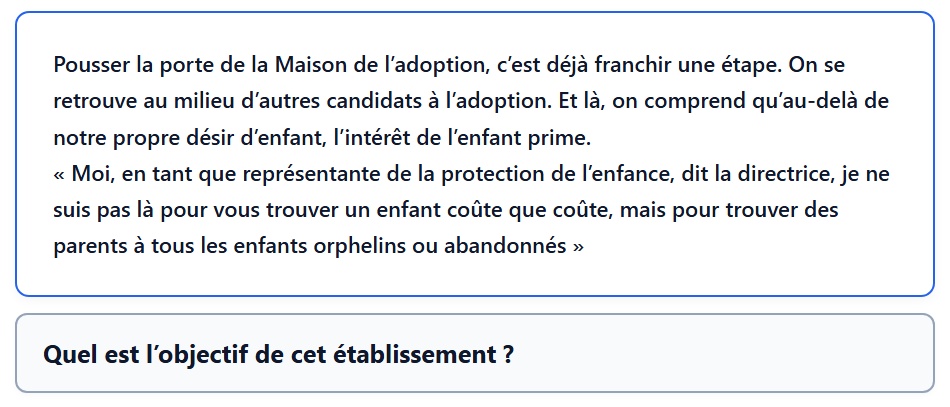 Pousser la porte de la Maison de l’adoption, c’est déjà franchir une étape. On se
retrouve au milieu d’autres candidats à l’adoption. Et là, on comprend qu’au-delà de
notre propre désir d’enfant, l’intérêt de l’enfant prime.
« Moi, en tant que représentante de la protection de l’enfance, dit la directrice, je ne
suis pas là pour vous trouver un enfant coûte que coûte, mais pour trouver des
parents à tous les enfants orphelins ou abandonnés »
Quel est l’objectif de cet établissement ?